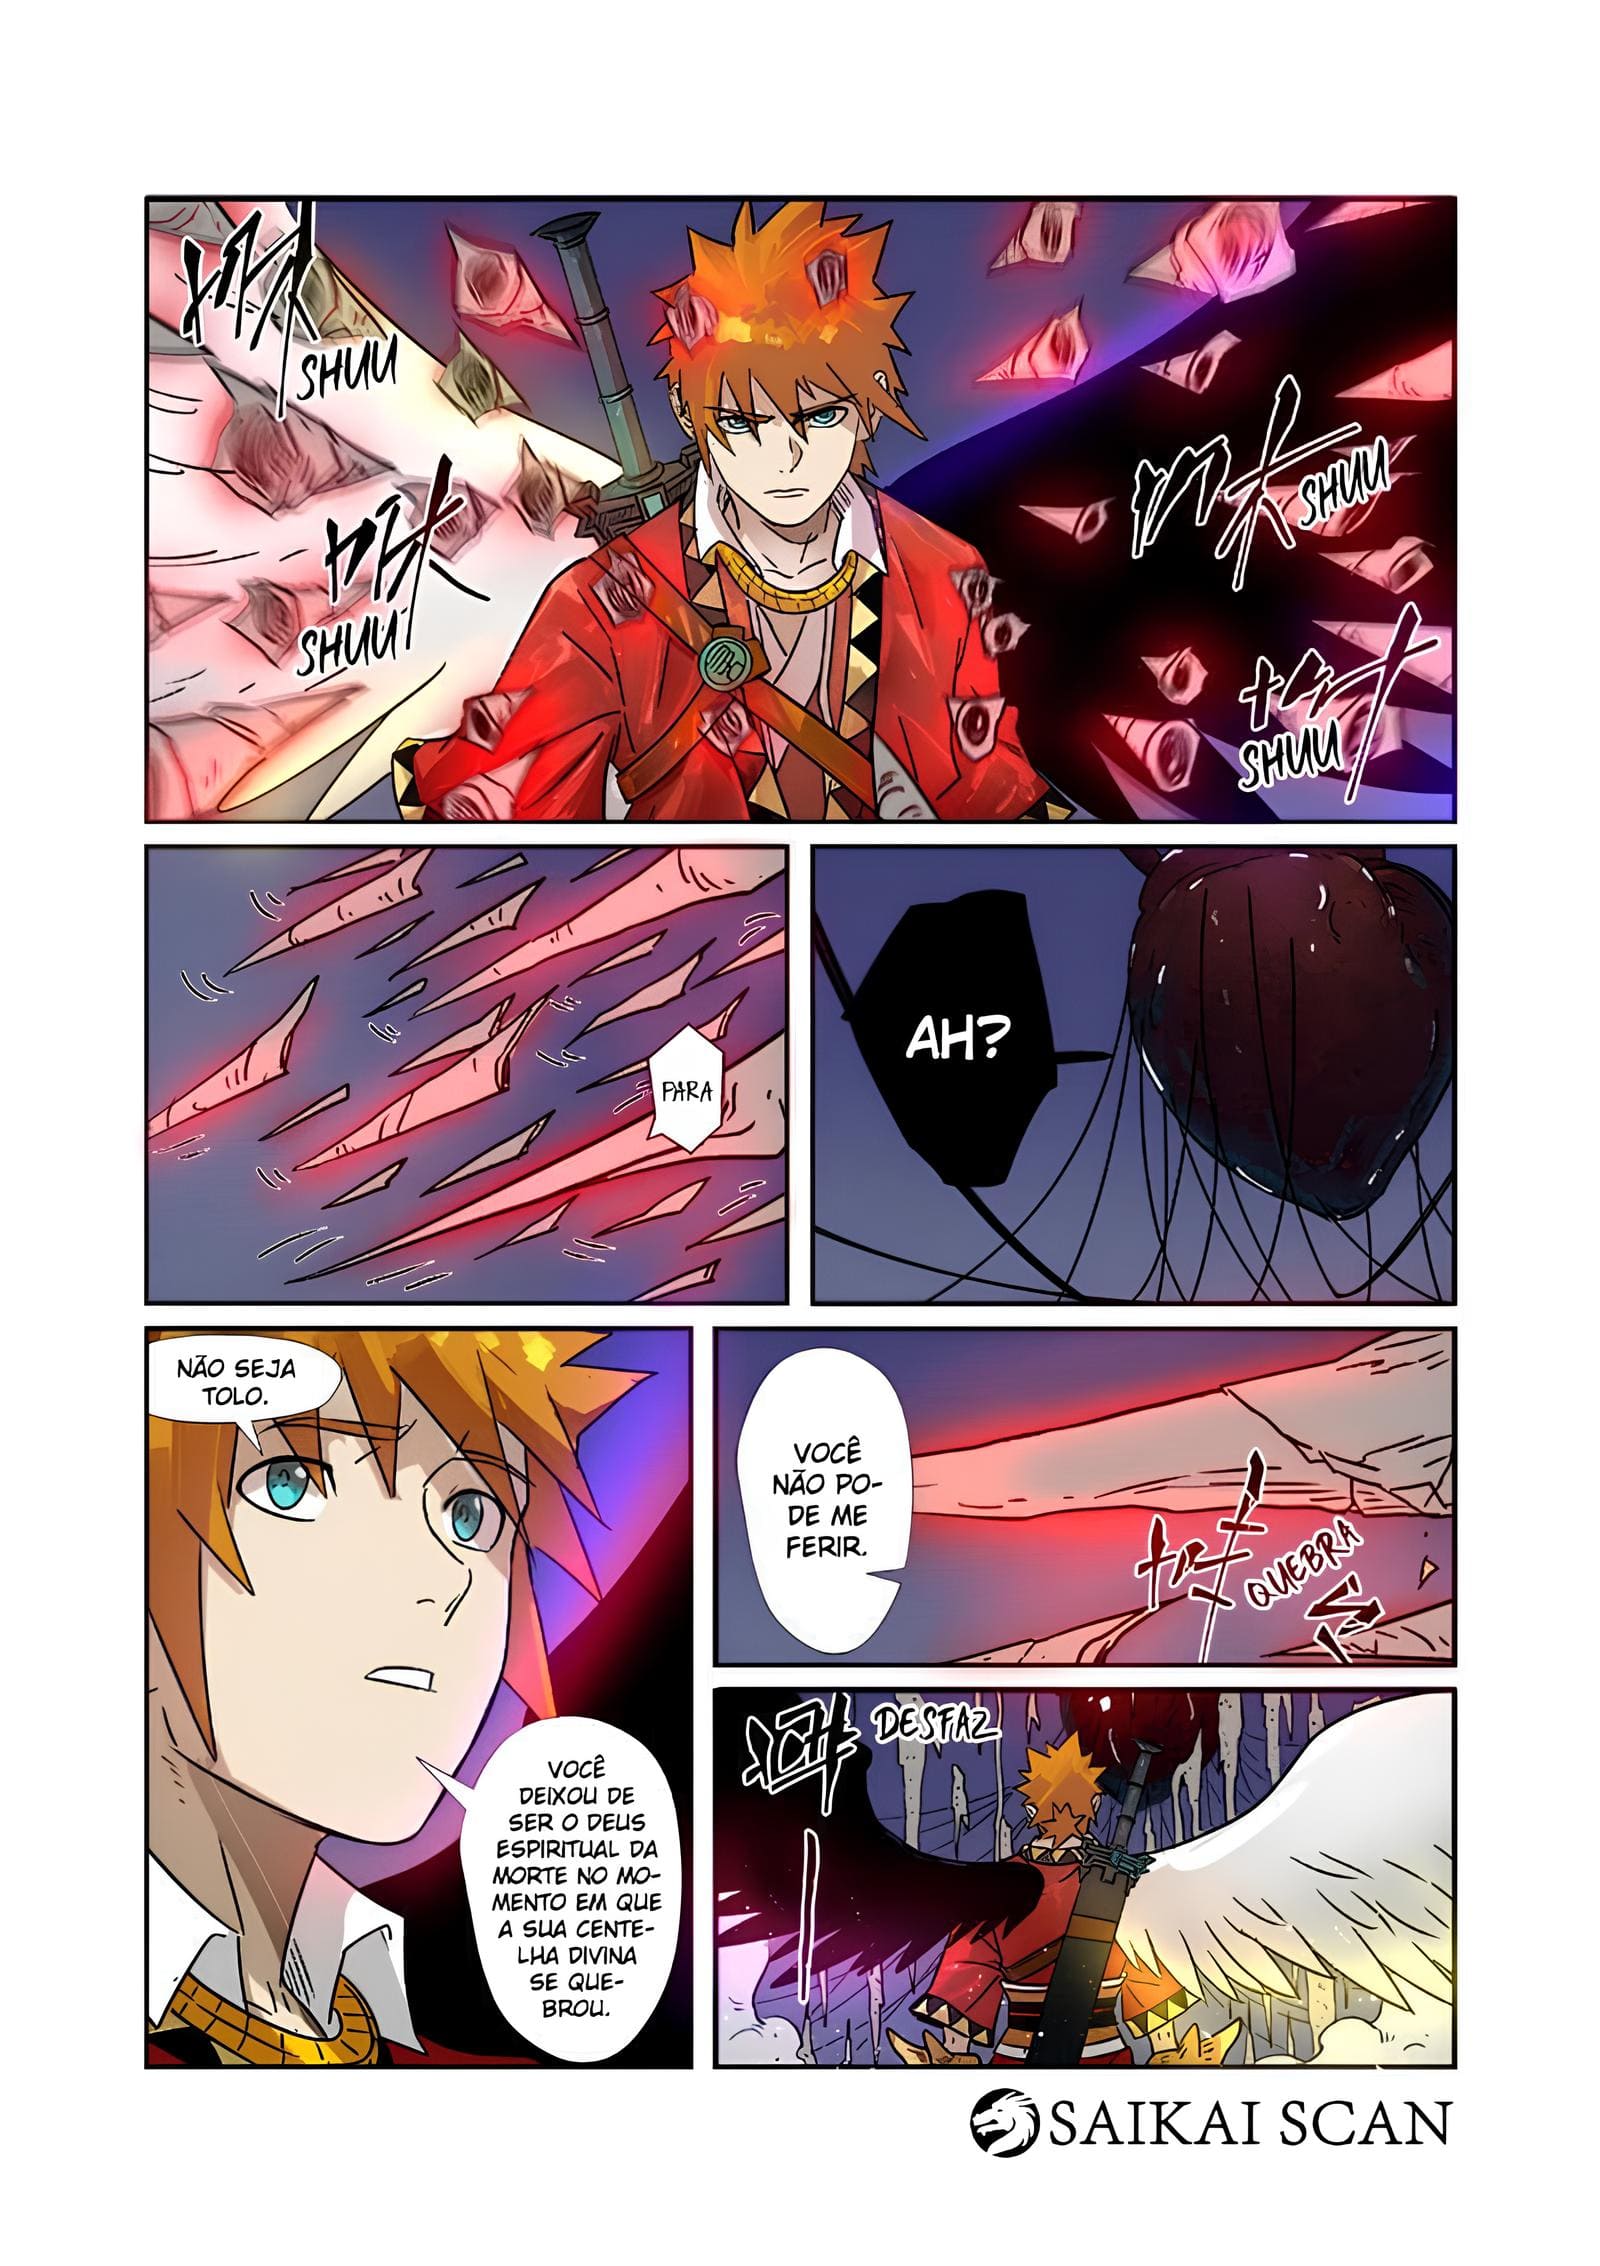 SHUU
SHUU
SHUU
SHUU
PARA
AH?
NÃO SEJA
TOLO.
VOCÊ
DEIXOU DE
SER O DEUS
ESPIRITUAL DA
MORTE NO MO-
MENTO EM QUE
A SUA CENTE-
LHA DIVINA
SE QUE-
BROU.
VOCÊ
NÃO PO-
DE ME
FERIR.
QUEBRA
DESFAZ
SAIKAI SCAN